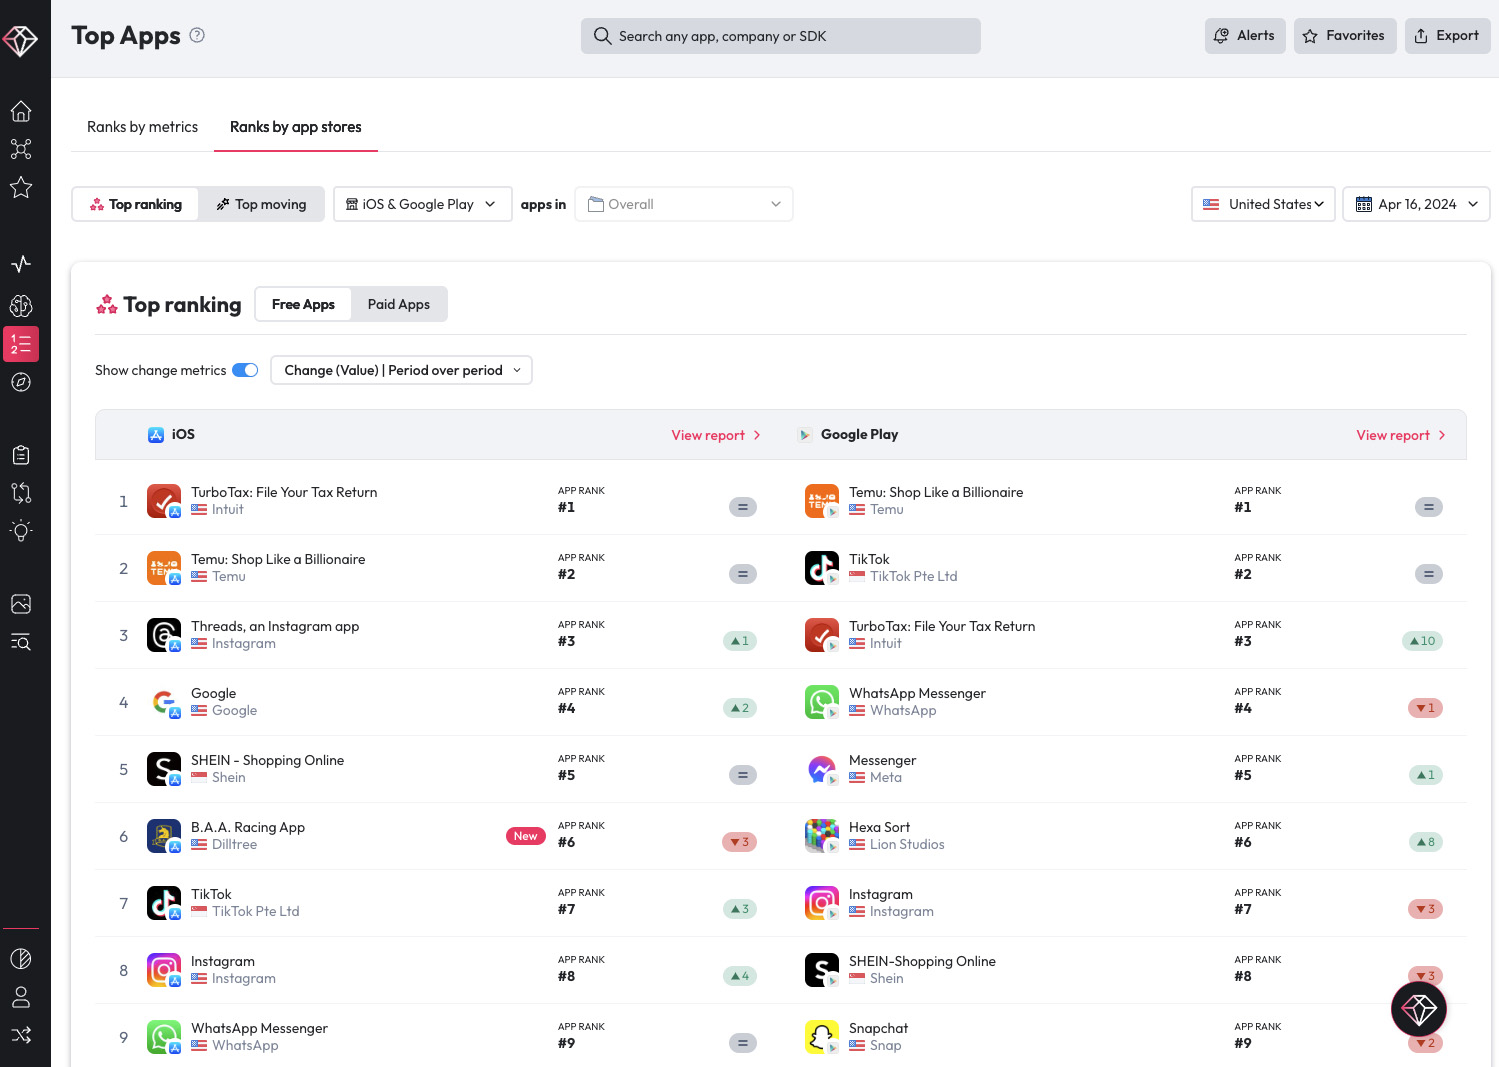 Top Apps
Search any app, company or SDK
Alerts
Favorites
Export
Ranks by metrics
Ranks by app stores
Top ranking
Top moving
iOS & Google Play
apps in
Overall
United States
Apr 16, 2024
Top ranking
Free Apps
Paid Apps
Show change metrics
Change (Value) | Period over period
iOS
View report
Google Play
View report
1
TurboTax: File Your Tax Return
Intuit
APP RANK
#1
=
Temu: Shop Like a Billionaire
Temu
APP RANK
#1
=
2
Temu: Shop Like a Billionaire
Temu
APP RANK
#2
=
TikTok
TikTok Pte Ltd
APP RANK
#2
=
3
Threads, an Instagram app
Instagram
APP RANK
#3
▲1
TurboTax: File Your Tax Return
Intuit
APP RANK
#3
▲10
4
Google
Google
APP RANK
#4
▲2
WhatsApp Messenger
WhatsApp
APP RANK
#4
▼1
5
SHEIN - Shopping Online
Shein
APP RANK
#5
=
Messenger
Meta
APP RANK
#5
▲1
6
B.A.A. Racing App
Dilltree
New
APP RANK
#6
▼3
Hexa Sort
Lion Studios
APP RANK
#6
▲8
7
TikTok
TikTok Pte Ltd
APP RANK
#7
▲3
Instagram
Instagram
APP RANK
#7
▼3
8
Instagram
Instagram
APP RANK
#8
▲4
SHEIN-Shopping Online
Shein
APP RANK
#8
▼3
9
WhatsApp Messenger
WhatsApp
APP RANK
#9
=
Snapchat
Snap
APP RANK
#9
▼2